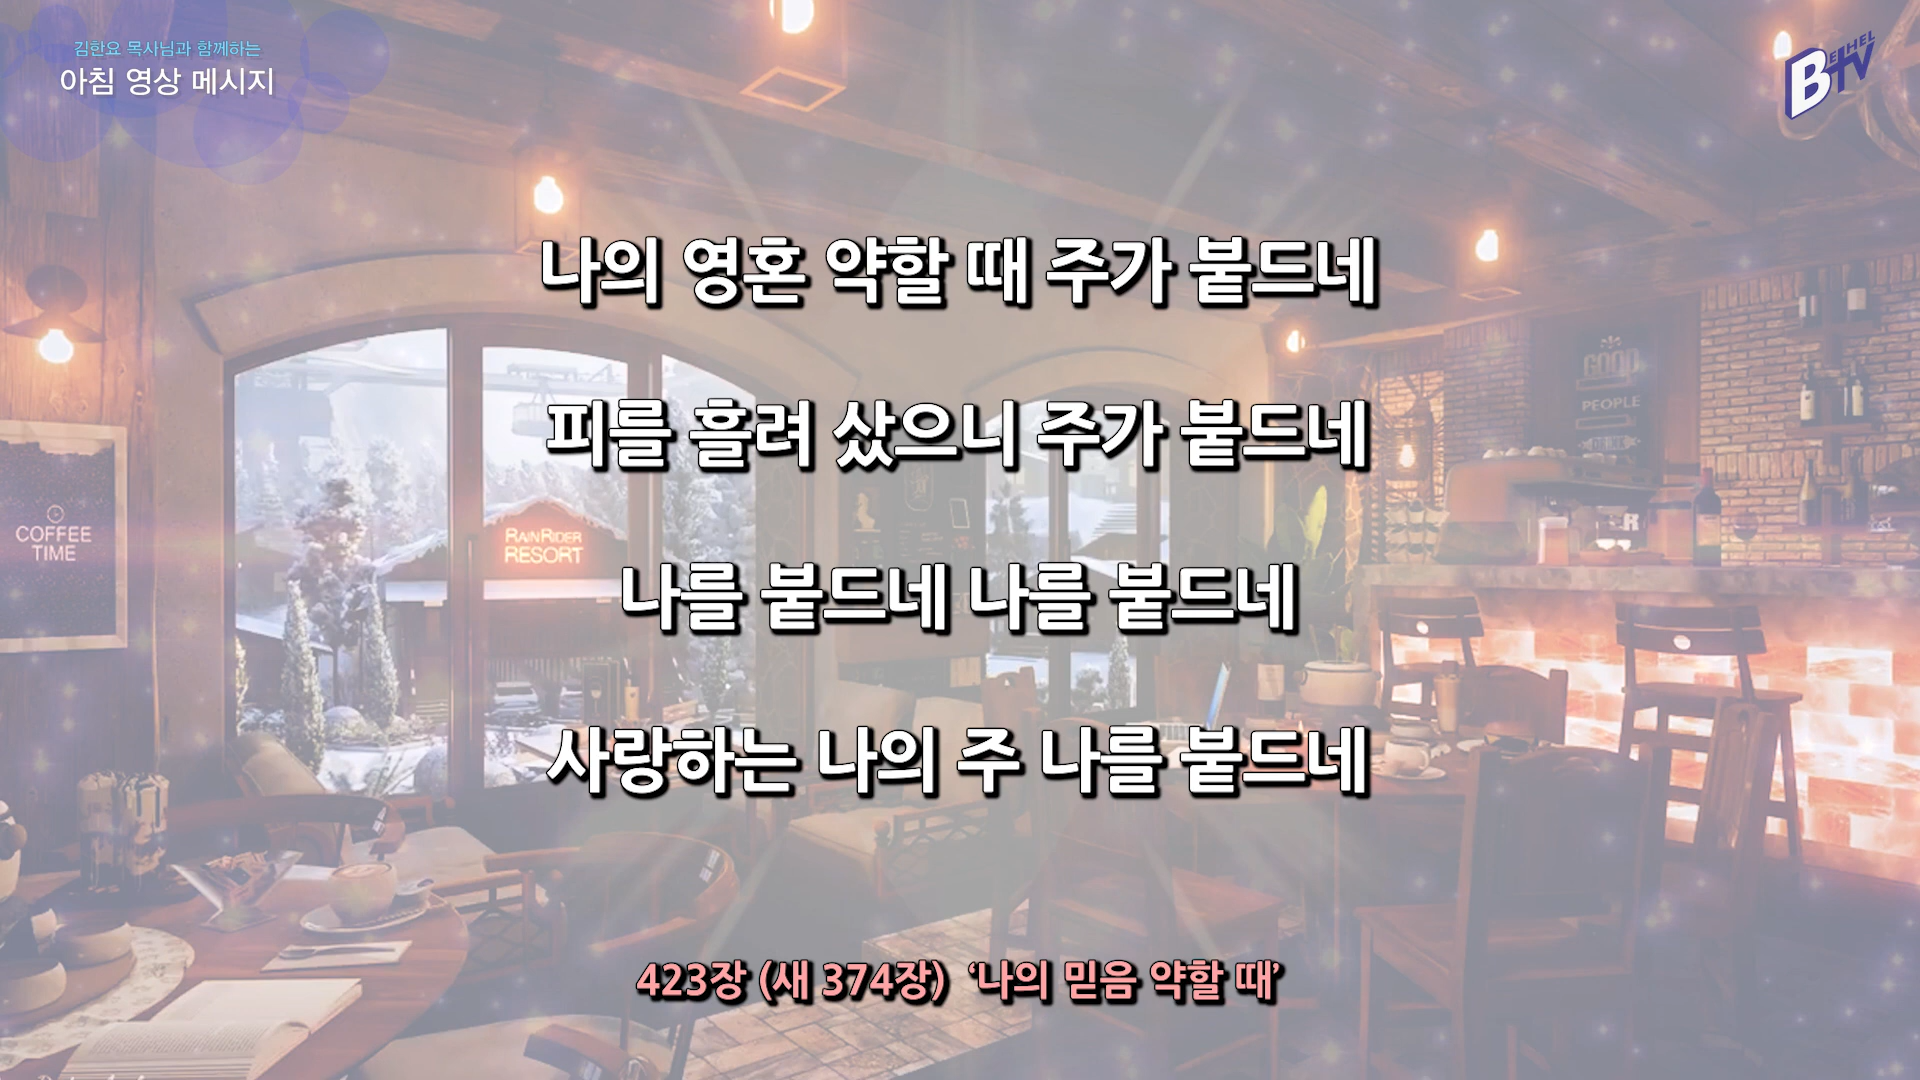 김한요 목사님과 함께하는
아침 영상 메시지
BETHEL TV
나의 영혼 약할 때 주가 붙드네
피를 흘려 샀으니 주가 붙드네
나를 붙드네 나를 붙드네
사랑하는 나의 주 나를 붙드네
GOOD
PEOPLE
DRINK
COFFEE
TIME
RAINRIDER
RESORT
423장 (새 374장) ‘나의 믿음 약할 때’